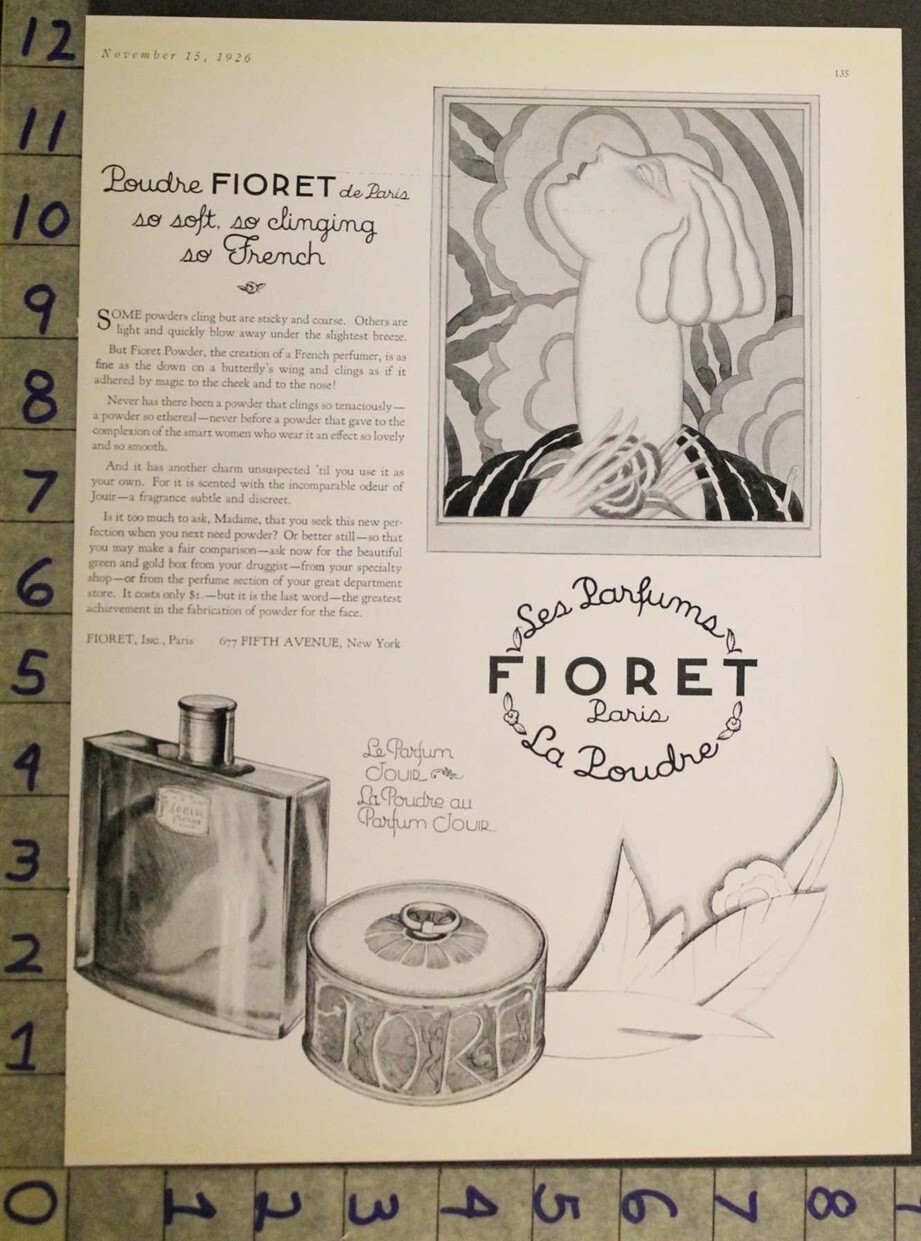 November 15, 1926
135
Poudre FIORET de Paris
so soft, so clinging
so French
SOME powders cling but are sticky and coarse. Others are
light and quickly blow away under the slightest breeze.
But Fioret Powder, the creation of a French perfumer, is as
fine as the down on a butterfly's wing and clings as if it
adhered by magic to the cheek and to the nose!
Never has there been a powder that clings so tenaciously—
a powder so ethereal—never before a powder that gave to the
complexion of the smart women who wear it an effect so lovely
and so smooth.
And it has another charm unsuspected 'til you use it as
your own. For it is scented with the incomparable odeur of
Jouir—a fragrance subtle and discreet.
Is it too much to ask, Madame, that you seek this new per-
fection when you next need powder? Or better still—so that
you may make a fair comparison—ask now for the beautiful
green and gold box from your druggist—from your specialty
shop—or from the perfume section of your great department
store. It costs only $1.—but it is the last word—the greatest
achievement in the fabrication of powder for the face.
FIORET, Inc., Paris 677 FIFTH AVENUE, New York
Les Parfums
FIORET
Paris
La Poudre
Le Parfum
JOUIR
La Poudre au
Parfum JOUIR
Fioret
FIORE
12
11
10
9
8
7
6
5
4
3
2
1
0
1
2
3
4
5
6
7
8